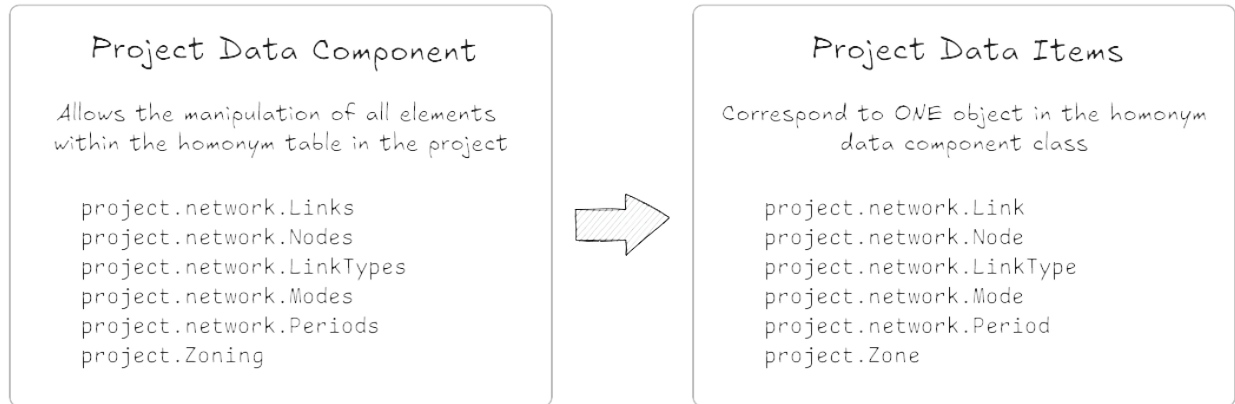 Project Data Component
Allows the manipulation of all elements
within the homonym table in the project
project.network.Links
project.network.Nodes
project.network.LinkTypes
project.network.Modes
project.network.Periods
project.Zoning
Project Data Items
Correspond to ONE object in the homonym
data component class
project.network.Link
project.network.Node
project.network.LinkType
project.network.Mode
project.network.Period
project.Zone